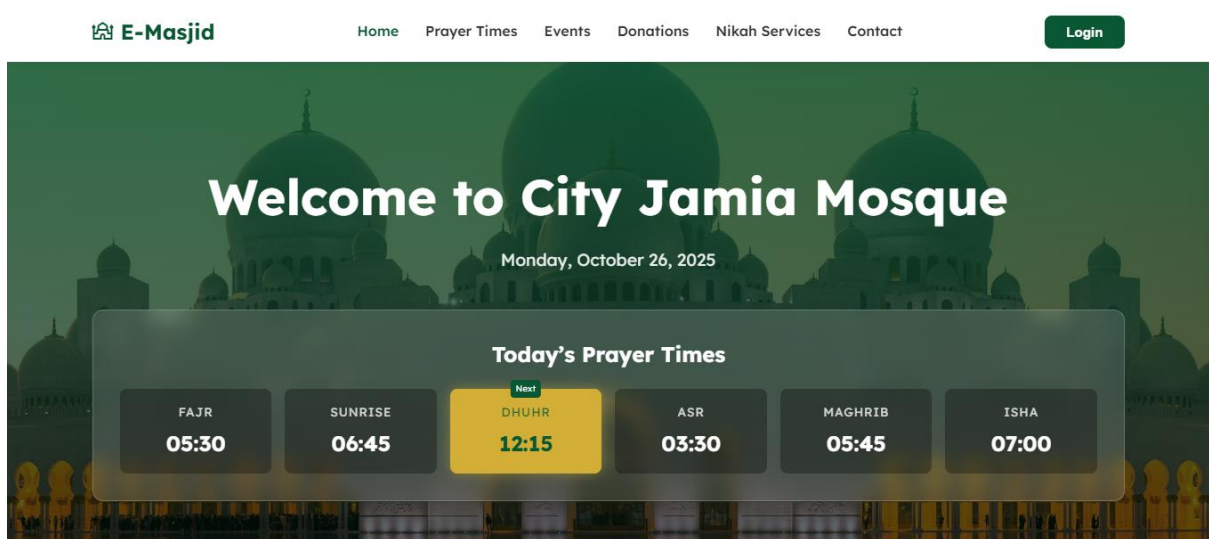 E-Masjid
Home Prayer Times Events Donations Nikah Services Contact
Login
Welcome to City Jamia Mosque
Monday, October 26, 2025
Today’s Prayer Times
Next
FAJR SUNRISE DHUHR ASR MAGHRIB ISHA
05:30 06:45 12:15 03:30 05:45 07:00